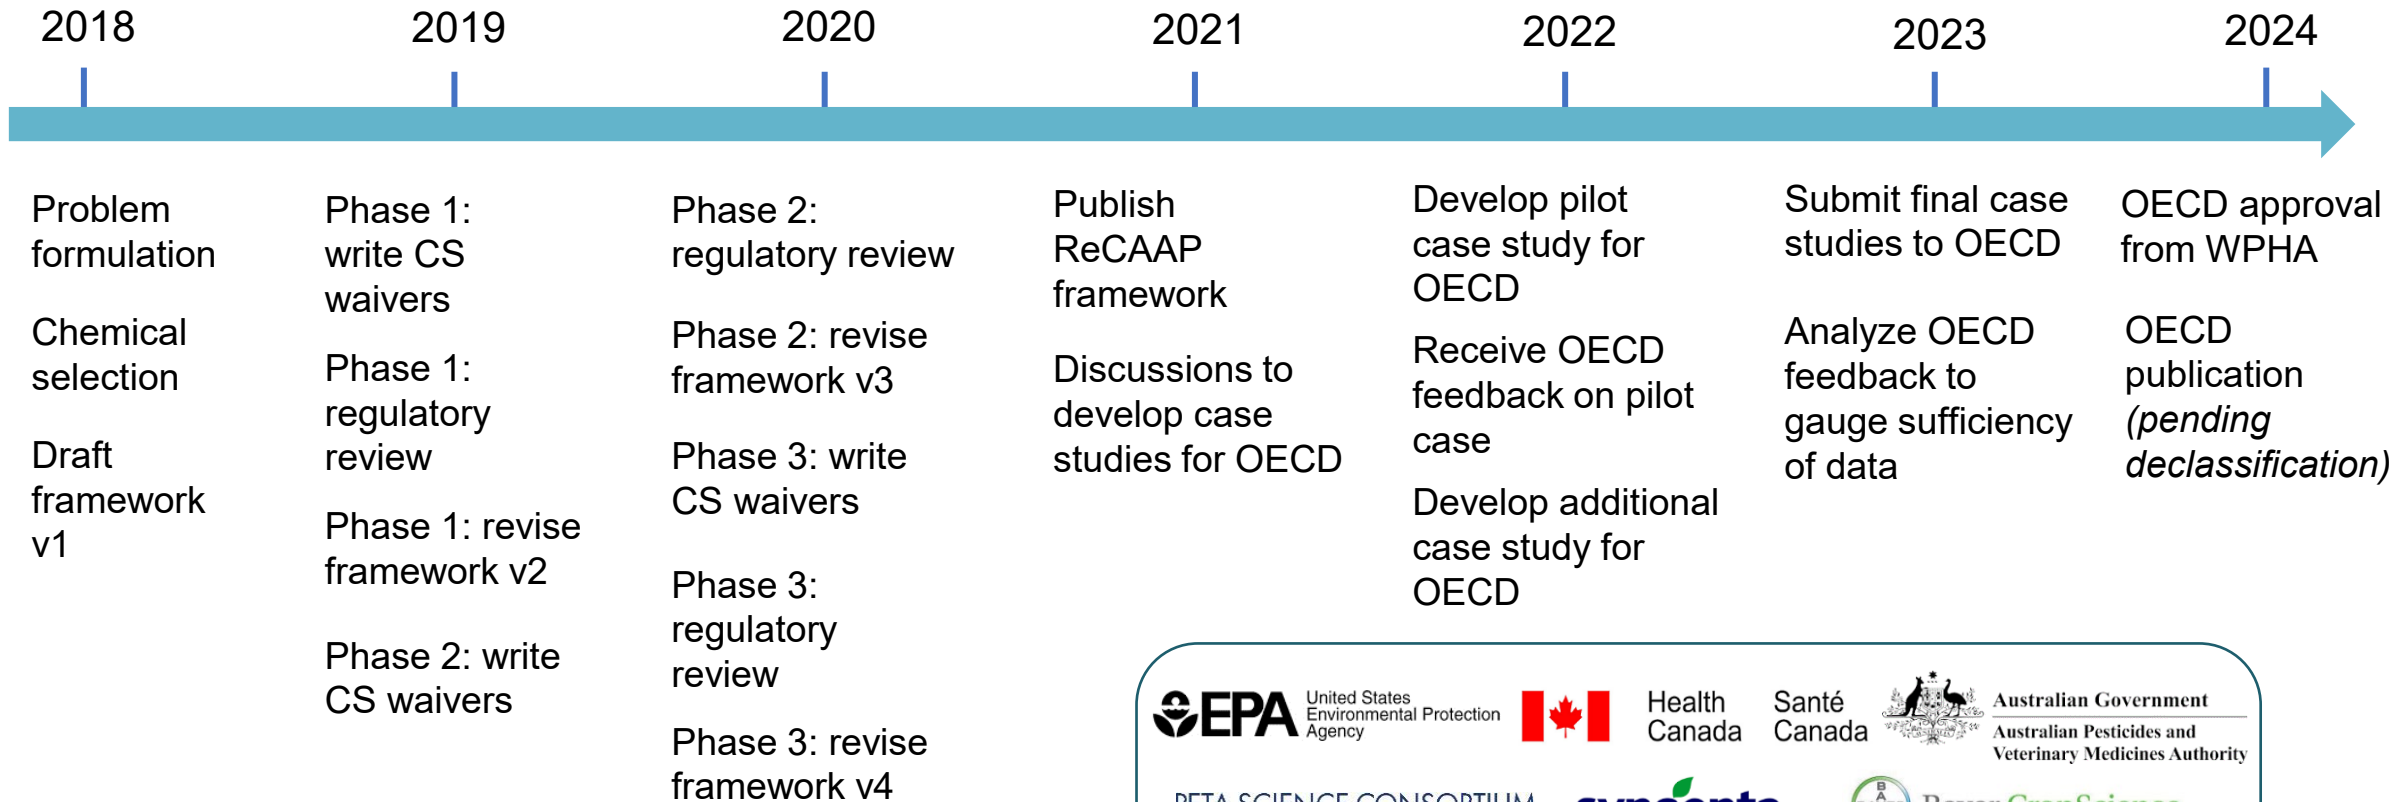 2018
2019
2020
2021
2022
2023
2024
Problem
formulation
Chemical
selection
Draft
framework
v1
Phase 1:
write CS
waivers
Phase 1:
regulatory
review
Phase 1: revise
framework v2
Phase 2: write
CS waivers
Phase 2:
regulatory review
Phase 2: revise
framework v3
Phase 3: write
CS waivers
Phase 3:
regulatory
review
Phase 3: revise
framework v4
Publish
ReCAAP
framework
Discussions to
develop case
studies for OECD
Develop pilot
case study for
OECD
Receive OECD
feedback on pilot
case
Develop additional
case study for
OECD
Submit final case
studies to OECD
Analyze OECD
feedback to
gauge sufficiency
of data
OECD approval
from WPHA
OECD
publication
(pending
declassification)
EPA
United States
Environmental Protection
Agency
Health
Canada
Santé
Canada
Australian Government
Australian Pesticides and
Veterinary Medicines Authority
PETA SCIENCE CONSORTIUM
syngenta
Bayer CropScience